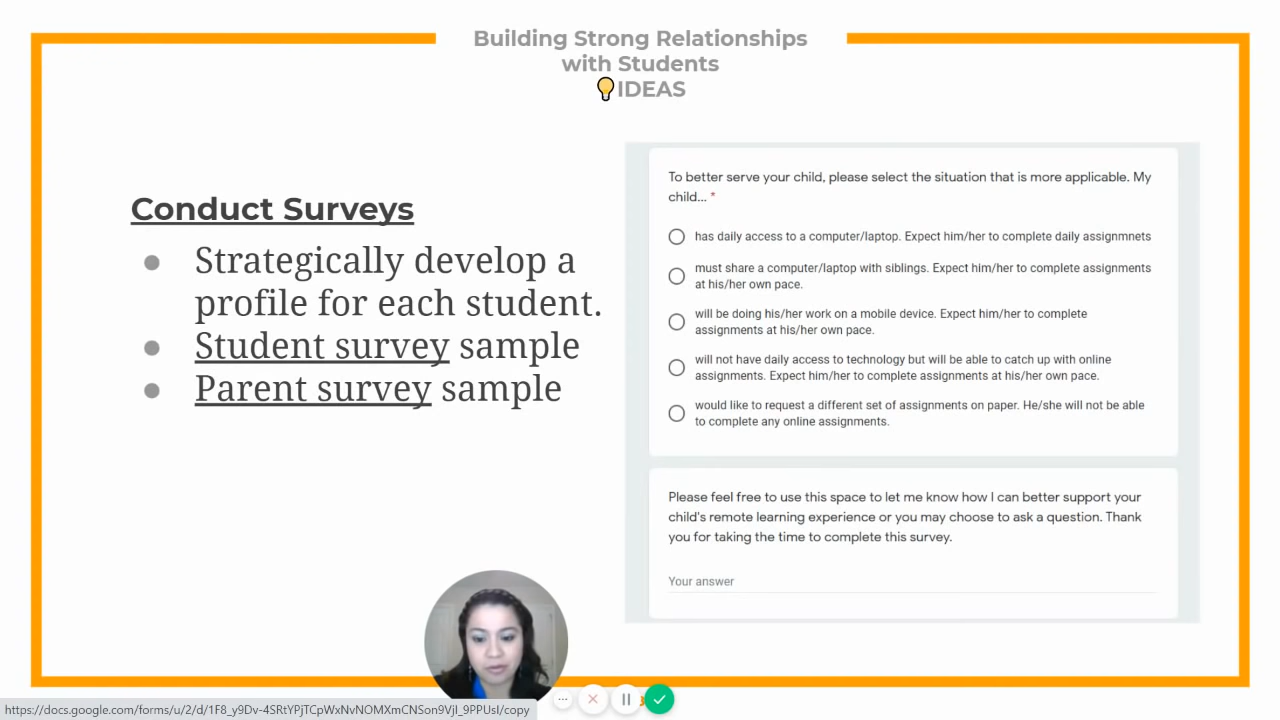 Building Strong Relationships
with Students
IDEAS
Conduct Surveys
Strategically develop a
profile for each student.
Student survey sample
Parent survey sample
To better serve your child, please select the situation that is more applicable. My
child... *
has daily access to a computer/laptop. Expect him/her to complete daily assignmnets
must share a computer/laptop with siblings. Expect him/her to complete assignments
at his/her own pace.
will be doing his/her work on a mobile device. Expect him/her to complete
assignments at his/her own pace.
will not have daily access to technology but will be able to catch up with online
assignments. Expect him/her to complete assignments at his/her own pace.
would like to request a different set of assignments on paper. He/she will not be able
to complete any online assignments.
Please feel free to use this space to let me know how I can better support your
child's remote learning experience or you may choose to ask a question. Thank
you for taking the time to complete this survey.
Your answer
https://docs.google.com/forms/u/2/d/1F8_y9Dv-4SRtYPjTCpWxNvNOMXmCNSon9VjI_9PPUsI/copy